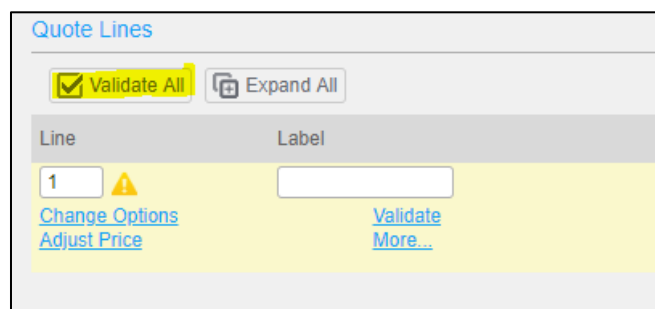 Quote Lines
Validate All Expand All
Line Label
1
Change Options Validate
Adjust Price More...